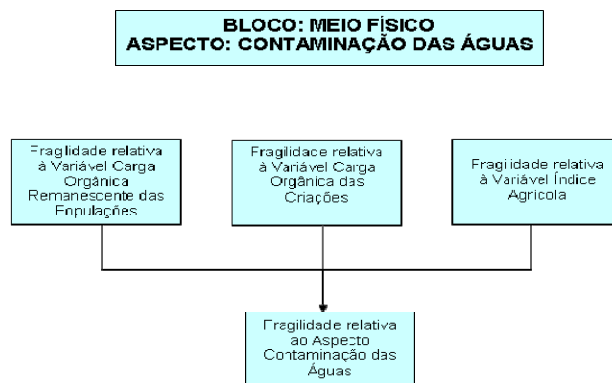 BLOCO: MEIO FÍSICO
ASPECTO: CONTAMINAÇÃO DAS ÁGUAS
Fragilidade relativa
à Variável Carga
Orgânica
Remanescente das
Populações
Fragilidade relativa
à Variável Carga
Orgânica das
Criações
Fragilidade relativa
à Variável Índice
Agrícola
Fragilidade relativa
ao Aspecto
Contaminação das
Águas